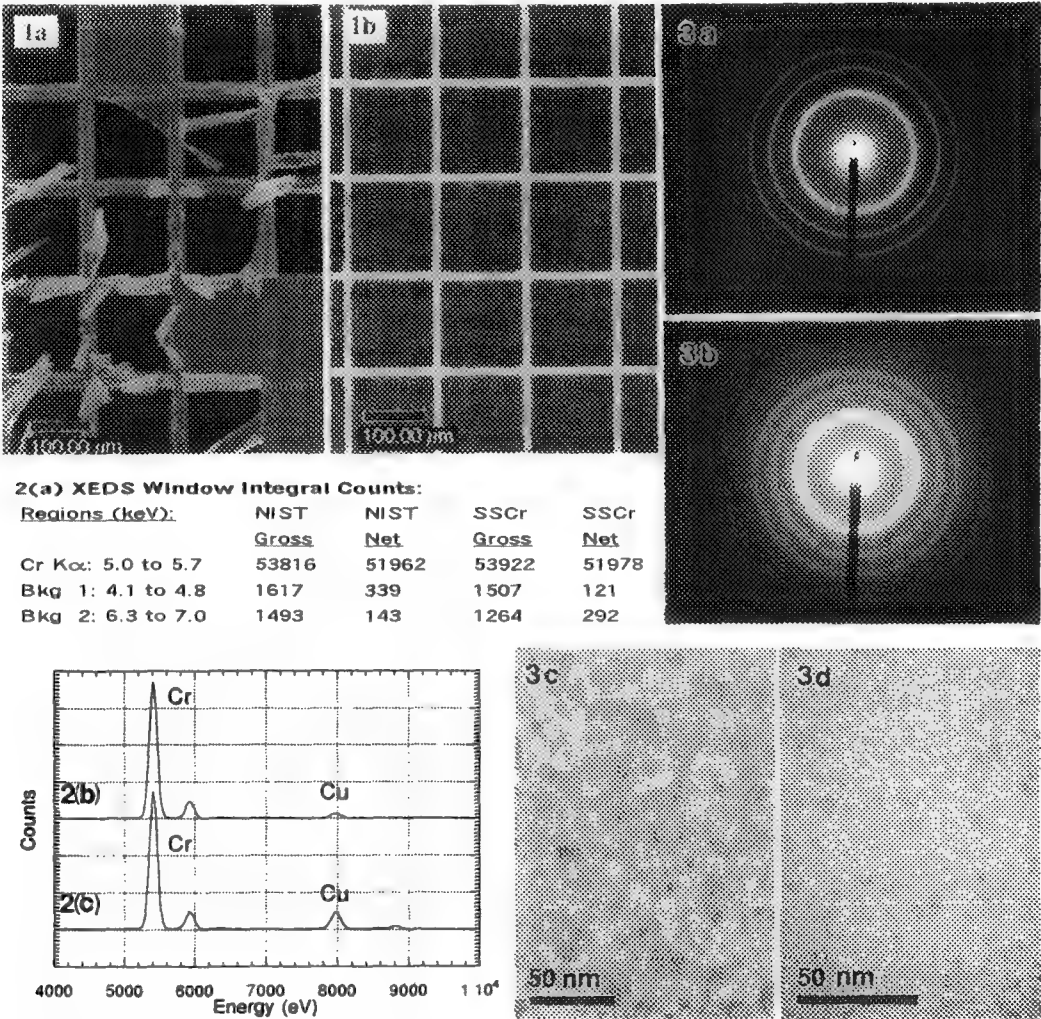 1a
1b
3a
100.00 µm
100.00 µm
3b
2(a) XEDS Window Integral Counts:
Regions (keV): NIST NIST SSCr SSCr
Gross Net Gross Net
Cr Kα: 5.0 to 5.7 53816 51962 53922 51978
Bkg 1: 4.1 to 4.8 1617 339 1507 121
Bkg 2: 6.3 to 7.0 1493 143 1264 292
3c
3d
Cr
2(b)
Cu
Counts
Cr
2(c)
Cu
50 nm
50 nm
4000 5000 6000 7000 8000 9000 1 10⁴
Energy (eV)